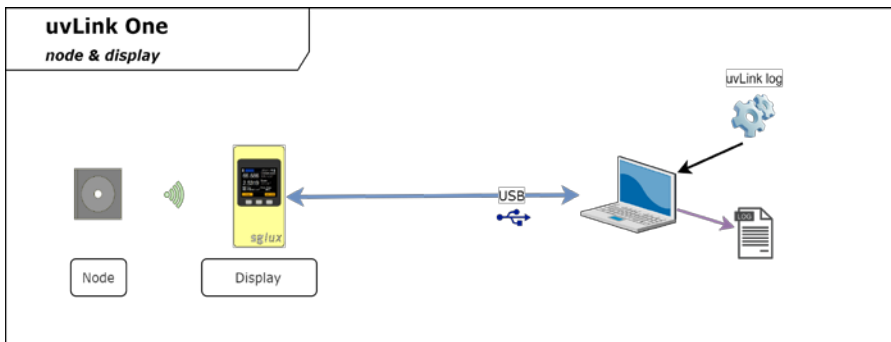 uvLink One
node & display
uvLink log
USB
LOG
sglux
Node
Display